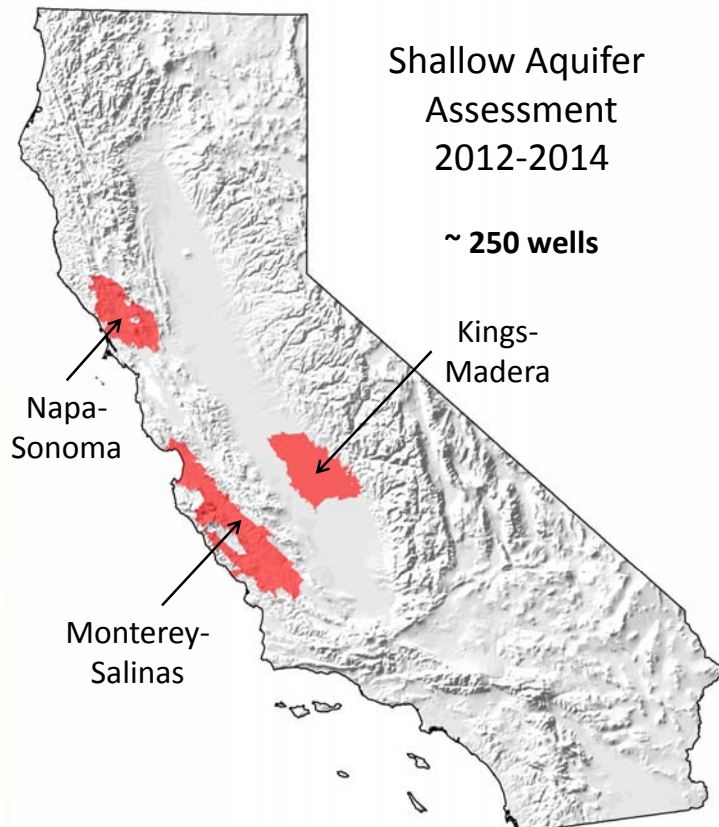 Shallow Aquifer
Assessment
2012-2014
~ 250 wells
Kings-
Madera
Napa-
Sonoma
Monterey-
Salinas